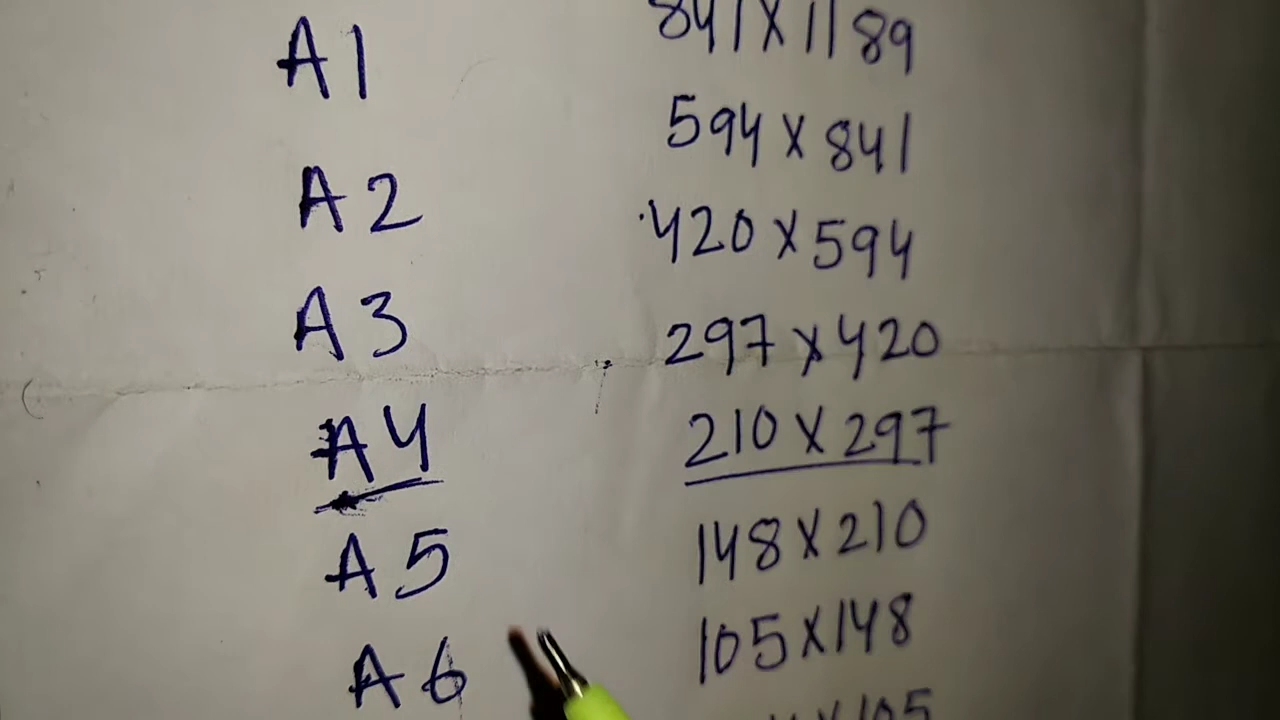 841 X 1189
A1
594 X 841
A2
420 X 594
A3
297 X 420
A4
210 X 297
A5
148 X 210
A6
105 X 148
X 105